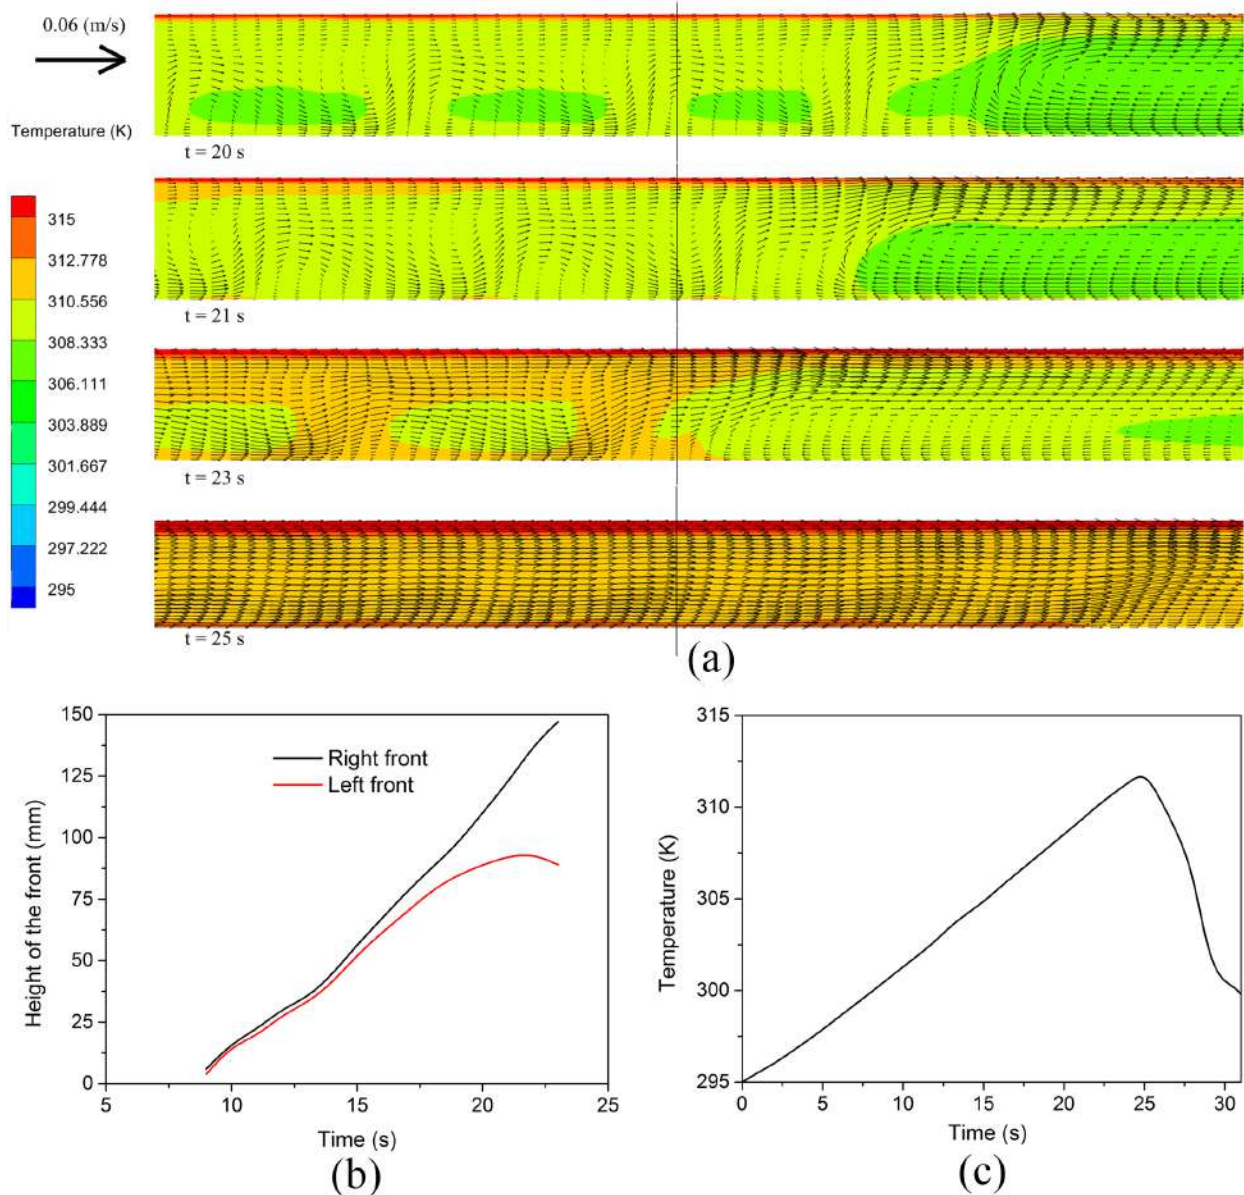 0.06 (m/s)
Temperature (K)
315
312.778
310.556
308.333
306.111
303.889
301.667
299.444
297.222
295
t = 20 s
t = 21 s
t = 23 s
t = 25 s
(a)
150
125
100
75
50
25
0
5
10
15
20
25
Height of the front (mm)
Time (s)
Right front
Left front
(b)
315
310
305
300
295
0
5
10
15
20
25
30
Temperature (K)
Time (s)
(c)